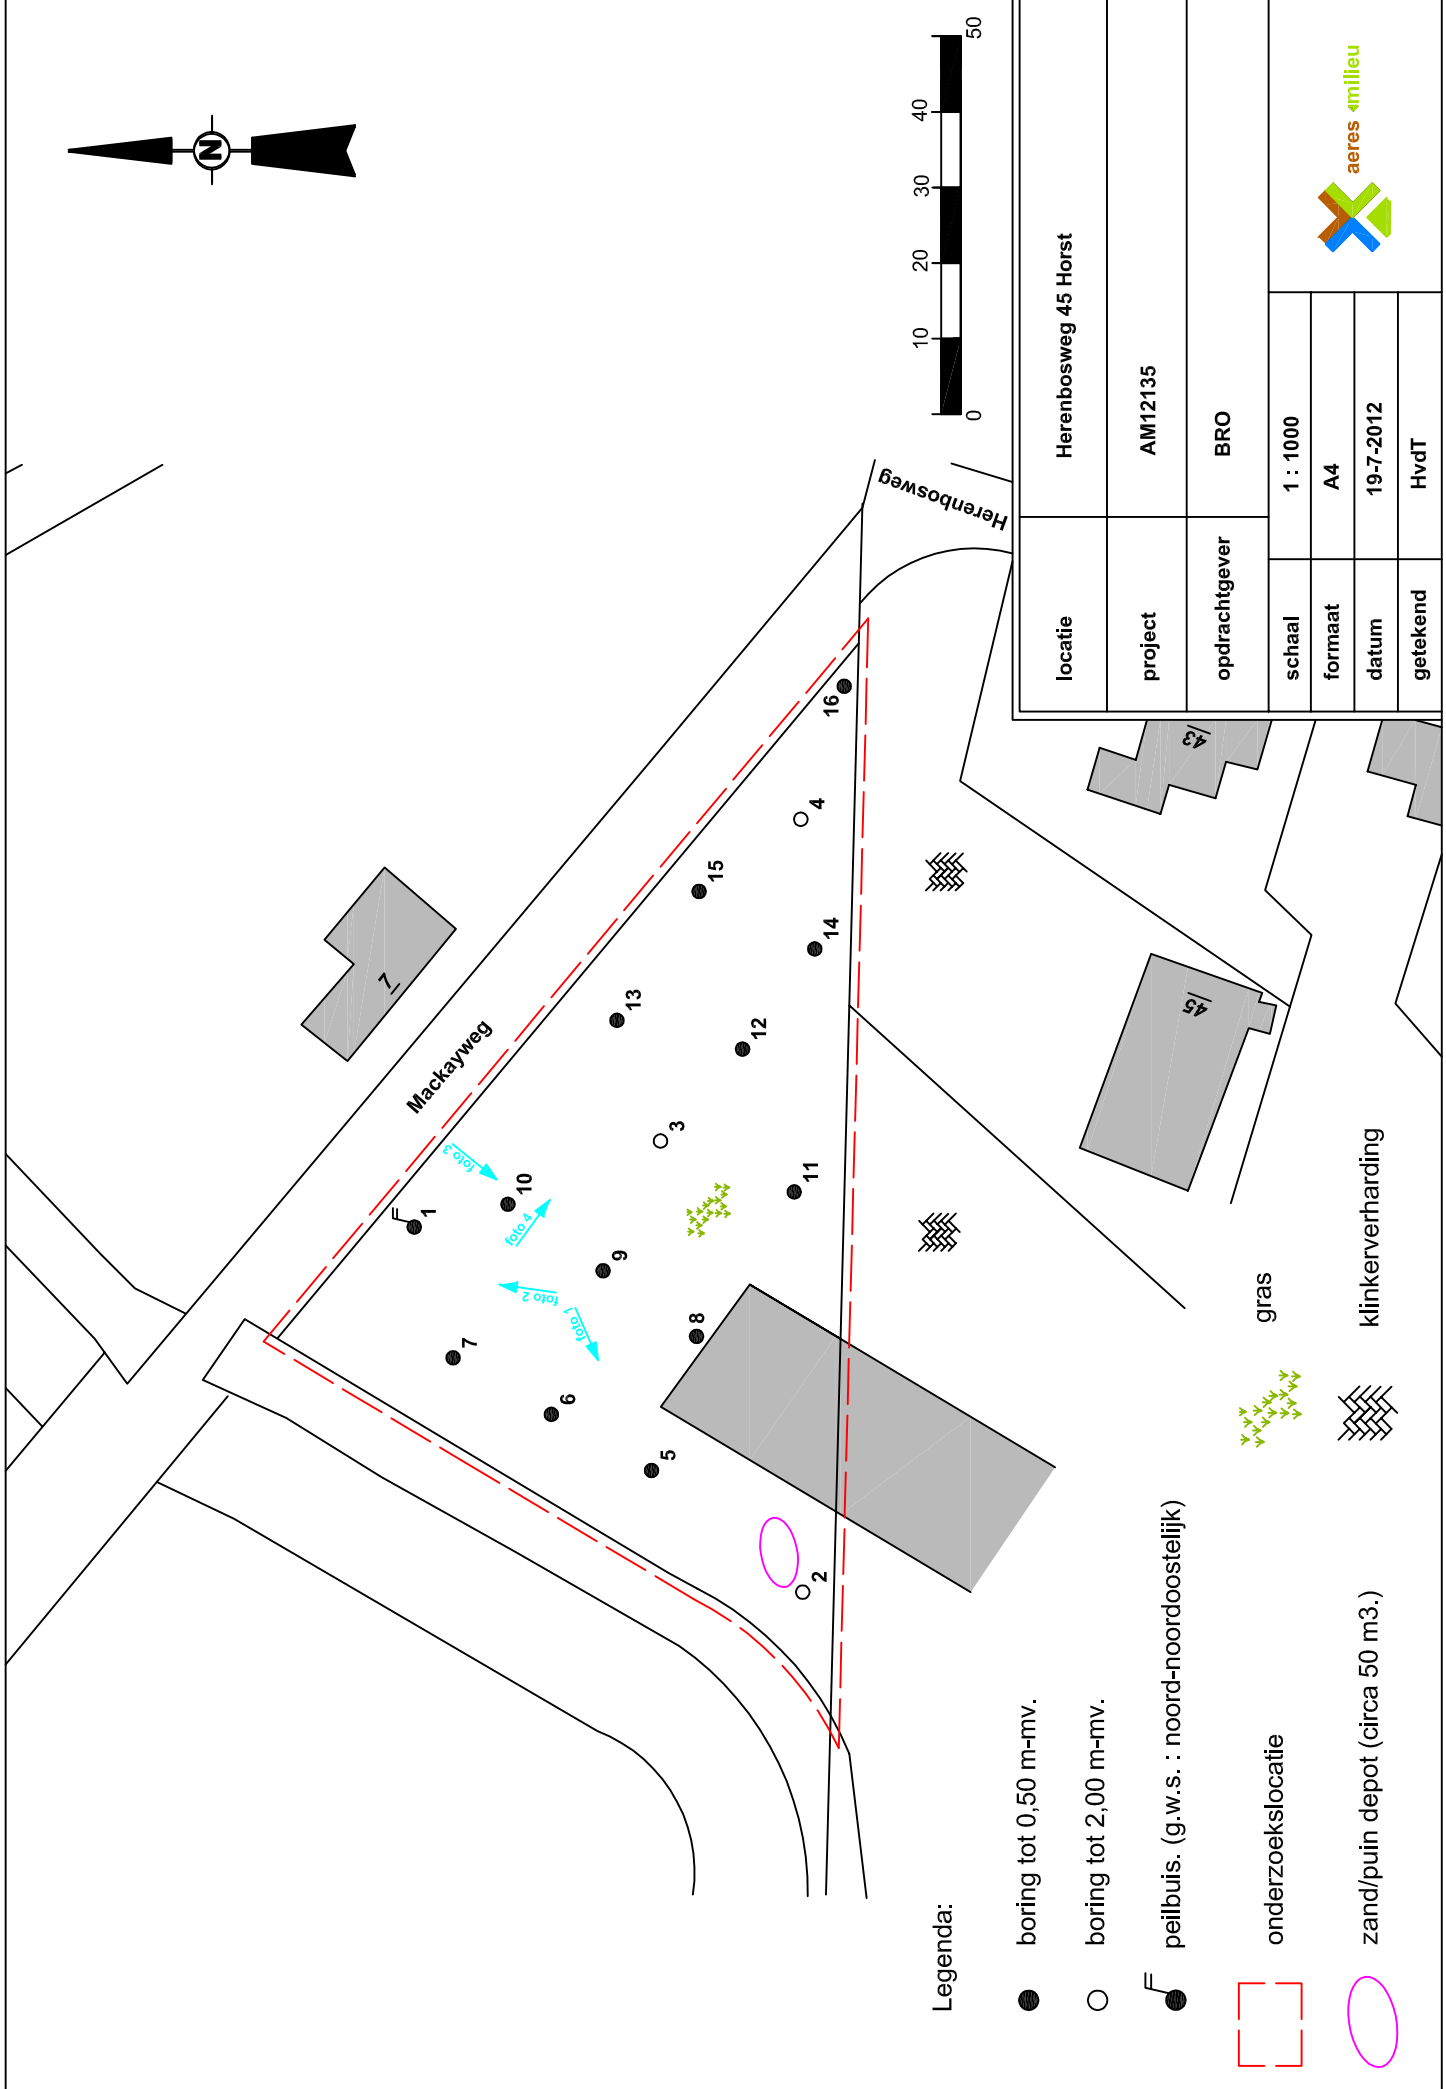 N
Mackayweg
Herenbosweg
7
43
45
1
2
3
4
5
6
7
8
9
10
11
12
13
14
15
16
foto 1
foto 2
foto 3
foto 4
0
10
20
30
40
50
Legenda:
boring tot 0,50 m-mv.
boring tot 2,00 m-mv.
peilbuis. (g.w.s. : noord-noordoostelijk)
onderzoekslocatie
zand/puin depot (circa 50 m3.)
gras
klinkerverharding
locatie Herenbosweg 45 Horst
project AM12135
opdrachtgever BRO
schaal 1 : 1000
formaat A4
datum 19-7-2012
getekend HvdT
aeres milieu